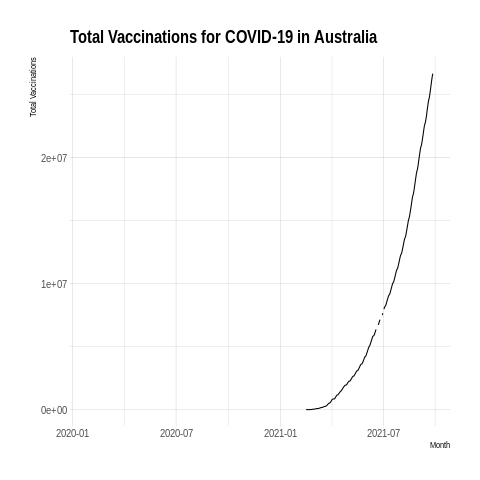 Total Vaccinations for COVID-19 in Australia
Total Vaccinations
2e+07
1e+07
0e+00
2020-01
2020-07
2021-01
2021-07
Month